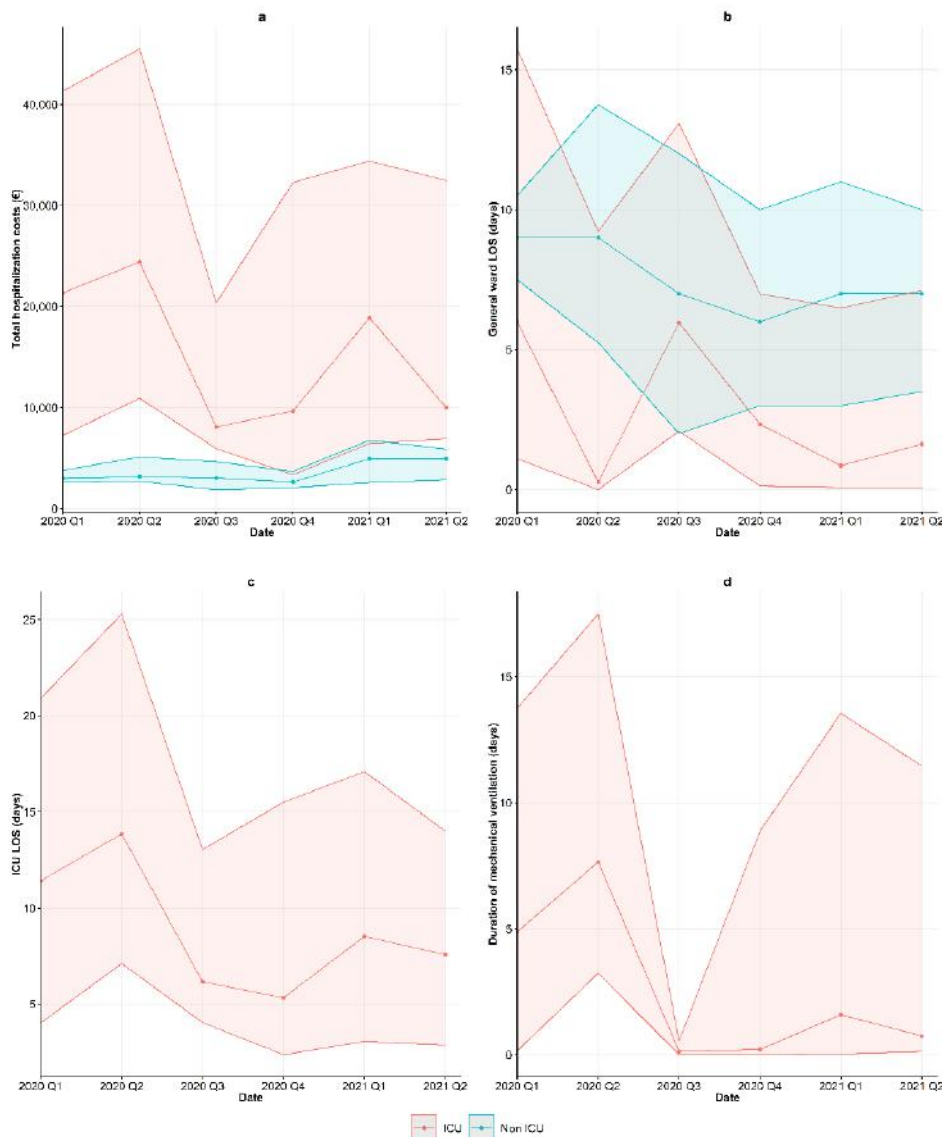 a
Total hospitalization costs (€)
40,000
30,000
20,000
10,000
0
2020 Q1 2020 Q2 2020 Q3 2020 Q4 2021 Q1 2021 Q2
Date
b
General ward LOS (days)
15
10
5
0
2020 Q1 2020 Q2 2020 Q3 2020 Q4 2021 Q1 2021 Q2
Date
c
ICU LOS (days)
25
20
15
10
5
2020 Q1 2020 Q2 2020 Q3 2020 Q4 2021 Q1 2021 Q2
Date
d
Duration of mechanical ventilation (days)
15
10
5
0
2020 Q1 2020 Q2 2020 Q3 2020 Q4 2021 Q1 2021 Q2
Date
ICU Non ICU